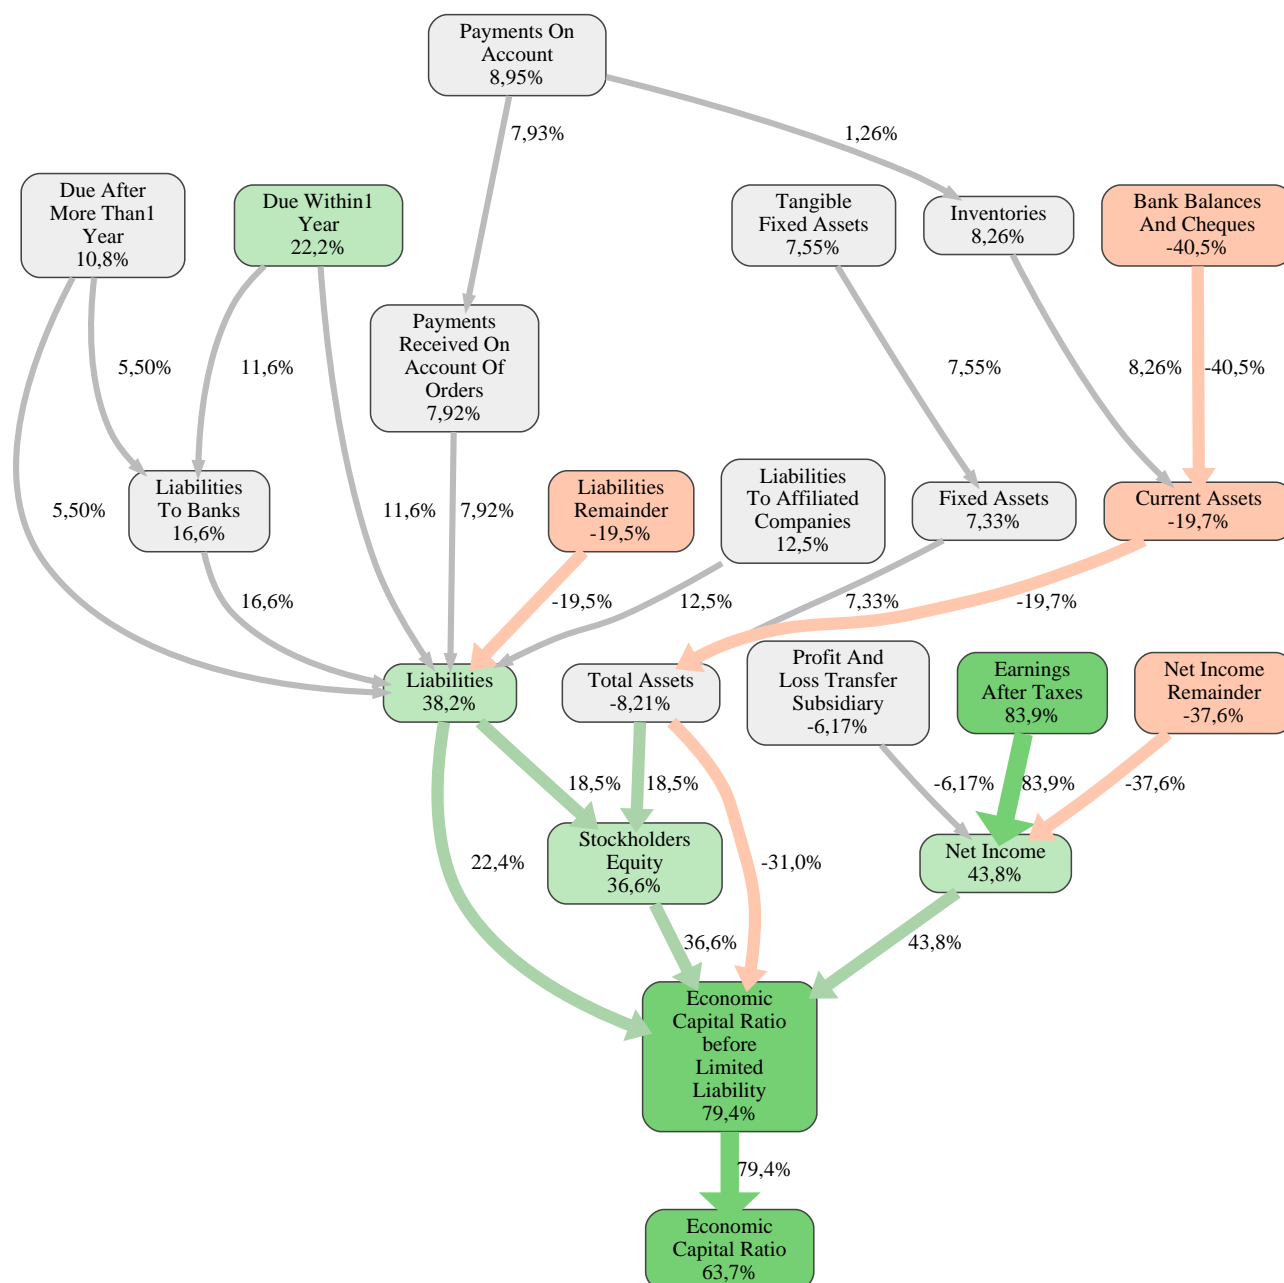 Payments On
Account
8,95%
7,93%
1,26%
Due After
More Than1
Year
10,8%
Due Within1
Year
22,2%
Tangible
Fixed Assets
7,55%
Inventories
8,26%
Bank Balances
And Cheques
-40,5%
Payments
Received On
Account Of
Orders
7,92%
5,50%
11,6%
7,55%
8,26%
-40,5%
Liabilities
To Banks
16,6%
Liabilities
Remainder
-19,5%
Liabilities
To Affiliated
Companies
12,5%
Fixed Assets
7,33%
Current Assets
-19,7%
5,50%
11,6%
7,92%
16,6%
-19,5%
12,5%
7,33%
-19,7%
Liabilities
38,2%
Total Assets
-8,21%
Profit And
Loss Transfer
Subsidiary
-6,17%
Earnings
After Taxes
83,9%
Net Income
Remainder
-37,6%
18,5%
18,5%
-6,17%
83,9%
-37,6%
Stockholders
Equity
36,6%
Net Income
43,8%
22,4%
-31,0%
36,6%
43,8%
Economic
Capital Ratio
before
Limited
Liability
79,4%
79,4%
Economic
Capital Ratio
63,7%